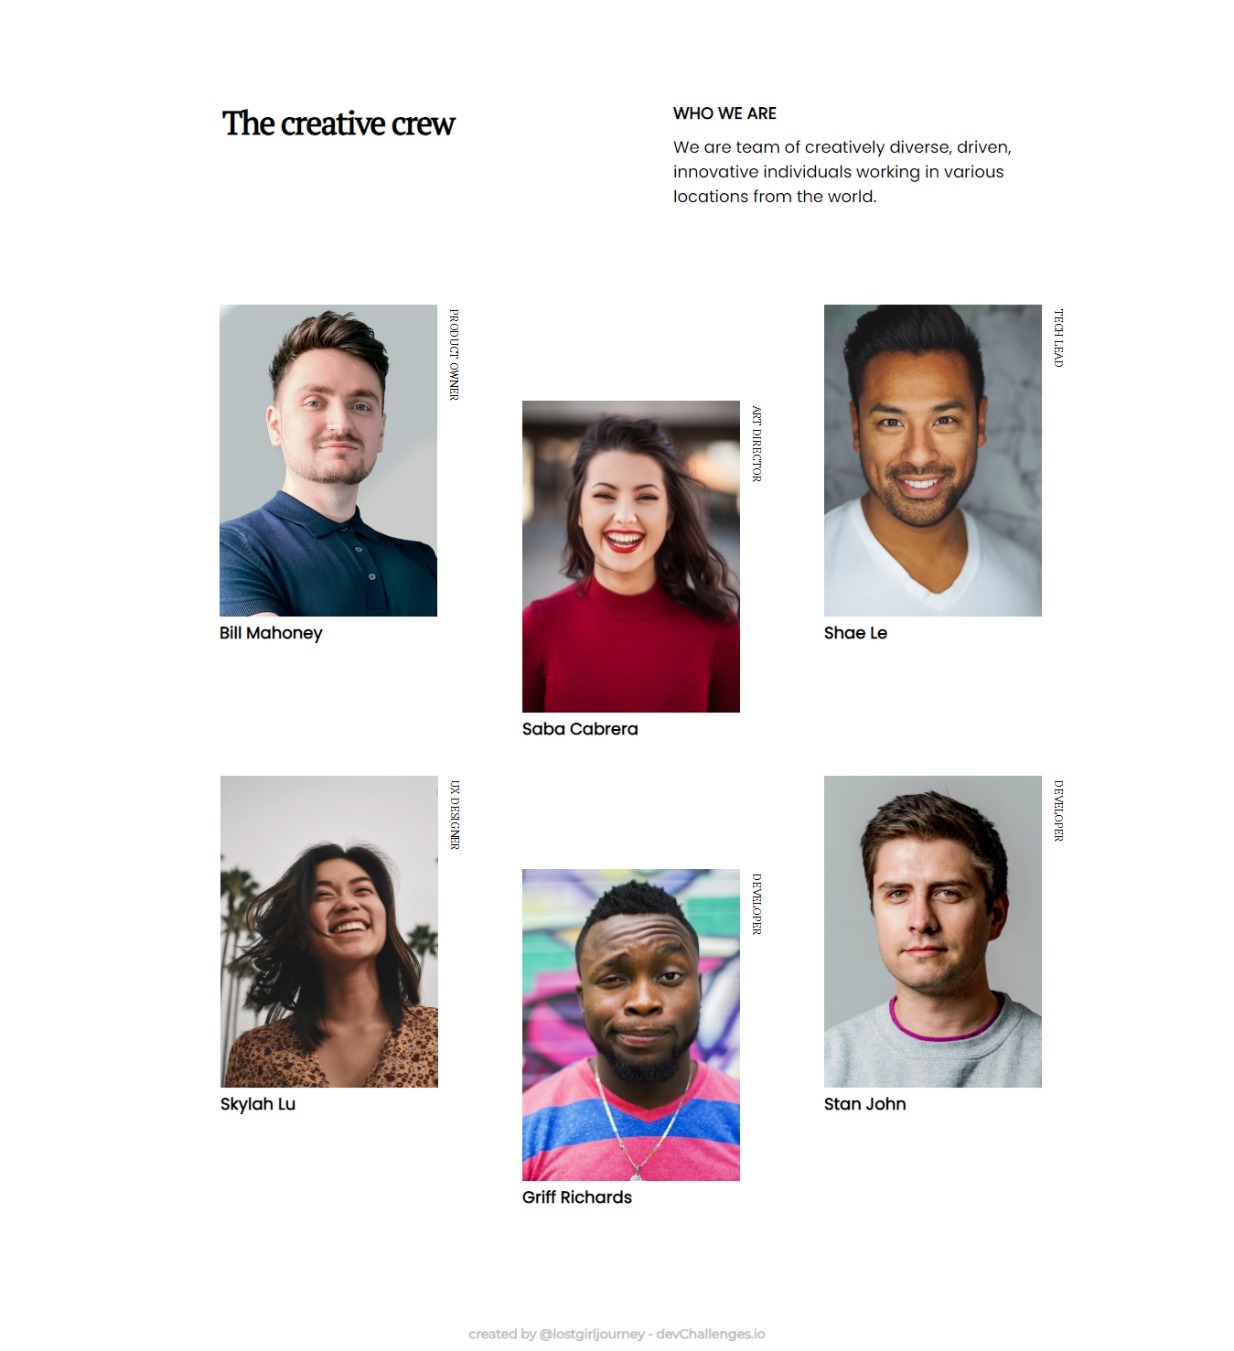 The creative crew
WHO WE ARE
We are team of creatively diverse, driven,
innovative individuals working in various
locations from the world.
PRODUCT OWNER
Bill Mahoney
ART DIRECTOR
Saba Cabrera
TECH LEAD
Shae Le
UX DESIGNER
Skylah Lu
DEVELOPER
Griff Richards
DEVELOPER
Stan John
created by @lostgirljourney - devChallenges.io